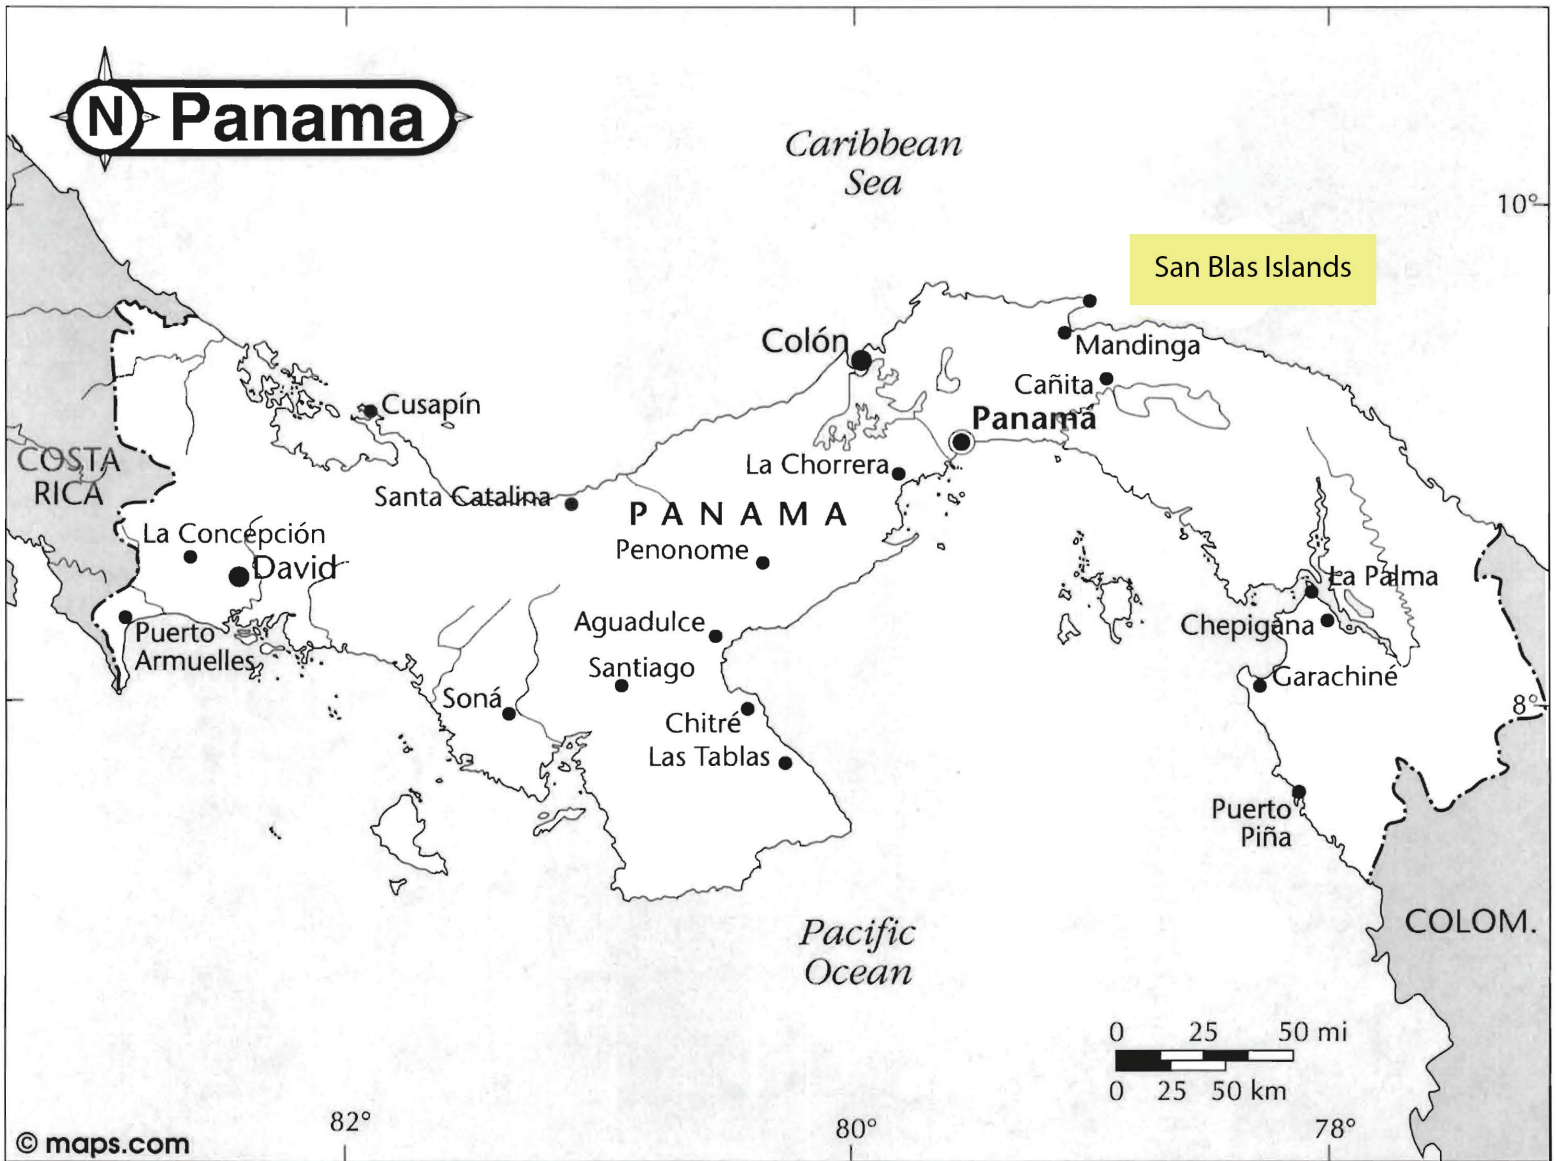 N Panama
Caribbean
Sea
10°
San Blas Islands
Colón
Mandinga
Cañita
Cusapín
Panamá
COSTA
RICA
La Chorrera
Santa Catalina
PANAMA
La Concepción
Penonome
David
La Palma
Aguadulce
Chepigana
Puerto
Armuelles
Santiago
Garachiné
Soná
8°
Chitré
Las Tablas
Puerto
Piña
Pacific
Ocean
COLOM.
0 25 50 mi
0 25 50 km
82°
80°
78°
© maps.com